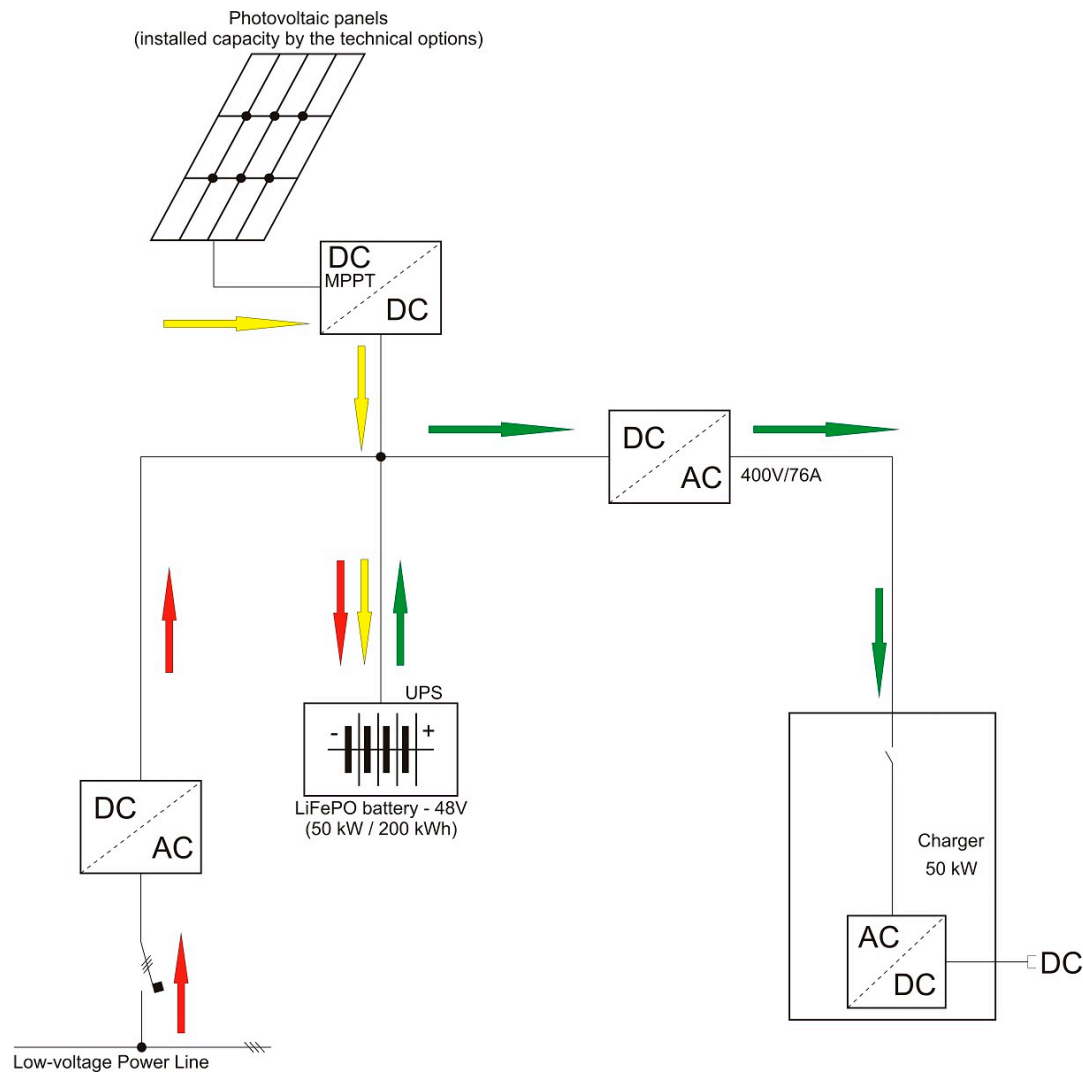 Photovoltaic panels
(installed capacity by the technical options)
DC
MPPT
DC
DC
AC
400V/76A
UPS
- +
LiFePO battery - 48V
(50 kW / 200 kWh)
DC
AC
Charger
50 kW
AC
DC
DC
Low-voltage Power Line